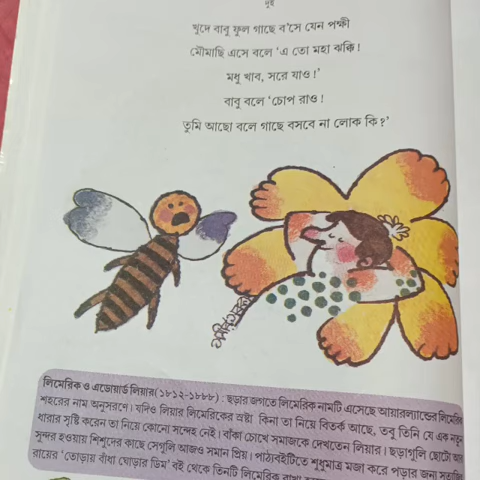 দুই
খুদে বাবু ফুল গাছে ব'সে যেন পক্ষী
মৌমাছি এসে বলে 'এ তো মহা ঝক্কি!
মধু খাব, সরে যাও!'
বাবু বলে 'চোপ রাও!
তুমি আছো বলে গাছে বসবে না লোক কি?'
লিমেরিক ও এডোয়ার্ড লিয়ার(১৮১২-১৮৮৮) : ছড়ার জগতে লিমেরিক নামটি এসেছে আয়ারল্যান্ডের লিমেরিক
শহরের নাম অনুসরণে। যদিও লিয়ার লিমেরিকের স্রষ্টা কিনা তা নিয়ে বিতর্ক আছে, তবু তিনি যে এক নতুন
ধারার সৃষ্টি করেন তা নিয়ে কোনো সন্দেহ নেই। বাঁকা চোখে সমাজকে দেখতেন লিয়ার। ছড়াগুলি ছোটো আর
সুন্দর হওয়ায় শিশুদের কাছে সেগুলি আজও সমান প্রিয়। পাঠ্যবইটিতে শুধুমাত্র মজা করে পড়ার জন্য সত্যজিৎ
রায়ের 'তোড়ায় বাঁধা ঘোড়ার ডিম' বই থেকে তিনটি লিমেরিক রাখা